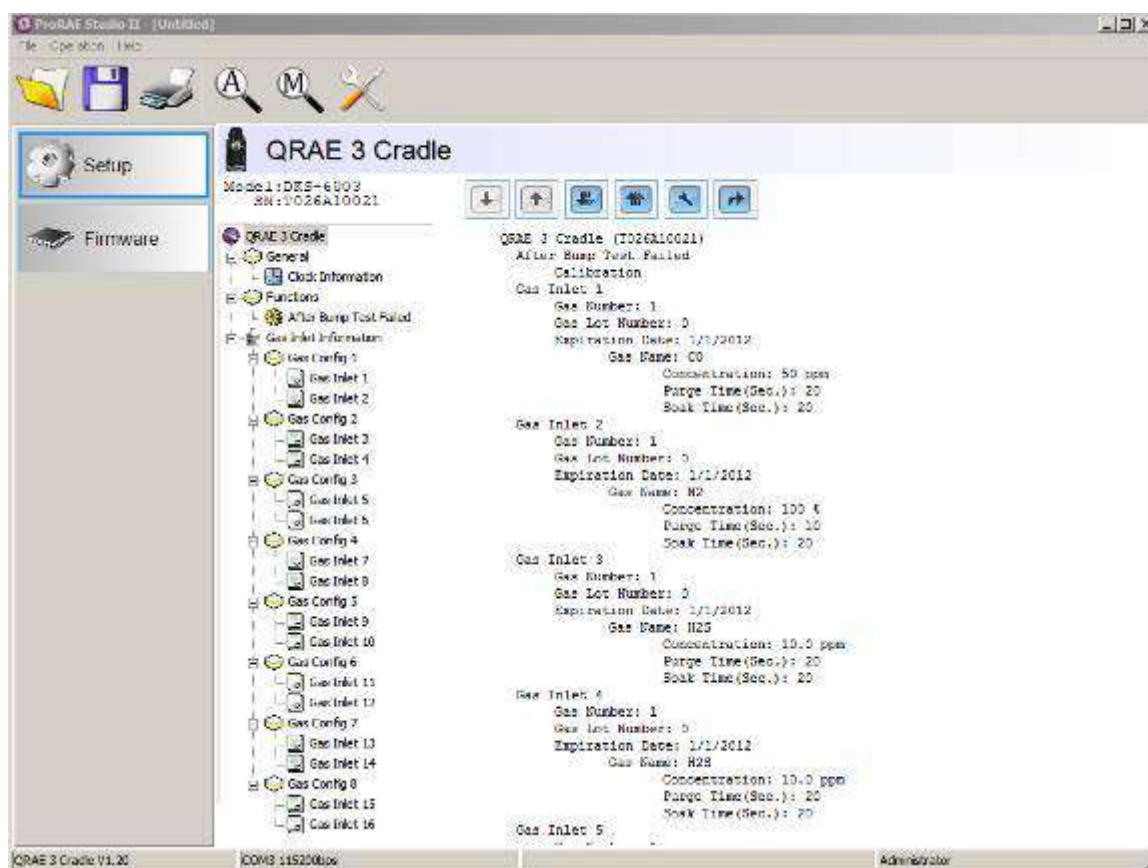 ProRAE Studio II - [Untitled]
File Operation Help
A M
Setup
Firmware
QRAE 3 Cradle
SN:T026A10021
QRAE 3 Cradle
General
Clock Information
Functions
After Bump Test Failed
Gas Inlet Information
Gas Config 1
Gas Inlet 1
Gas Inlet 2
Gas Config 2
Gas Inlet 3
Gas Inlet 4
Gas Config 3
Gas Inlet 5
Gas Inlet 6
Gas Config 4
Gas Inlet 7
Gas Inlet 8
Gas Config 5
Gas Inlet 9
Gas Inlet 10
Gas Config 6
Gas Inlet 11
Gas Inlet 12
Gas Config 7
Gas Inlet 13
Gas Inlet 14
Gas Config 8
Gas Inlet 15
Gas Inlet 16
QRAE 3 Cradle (T026A10021)
After Bump Test Failed
Calibration
Gas Inlet 1
Gas Number: 1
Gas Lot Number: 0
Expiration Date: 1/1/2012
Gas Name: CO
Concentration: 50 ppm
Purge Time(Sec.): 20
Soak Time(Sec.): 20
Gas Inlet 2
Gas Number: 1
Gas Lot Number: 0
Expiration Date: 1/1/2012
Gas Name: N2
Concentration: 100 %
Purge Time(Sec.): 10
Soak Time(Sec.): 20
Gas Inlet 3
Gas Number: 1
Gas Lot Number: 0
Expiration Date: 1/1/2012
Gas Name: H2S
Concentration: 10.0 ppm
Purge Time(Sec.): 20
Soak Time(Sec.): 20
Gas Inlet 4
Gas Number: 1
Gas Lot Number: 0
Expiration Date: 1/1/2012
Gas Name: H2S
Concentration: 10.0 ppm
Purge Time(Sec.): 20
Soak Time(Sec.): 20
Gas Inlet 5
QRAE 3 Cradle V1.20
COM3 115200bps
Administrator